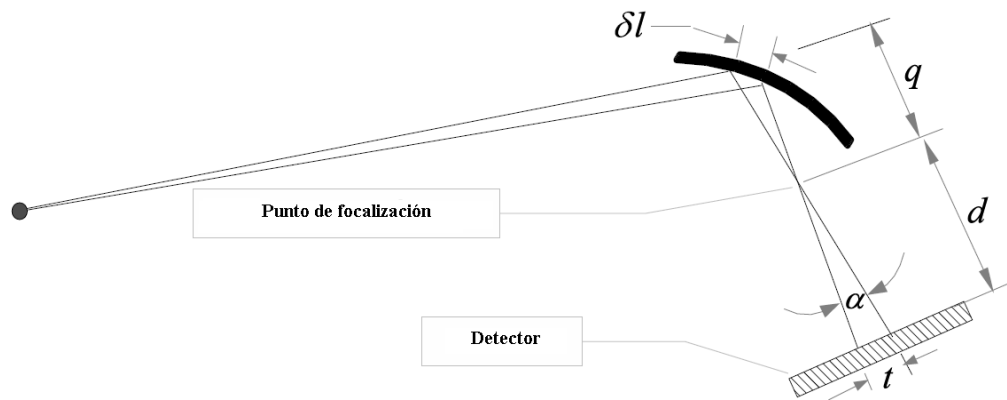 δl
q
Punto de focalización
d
α
Detector
t